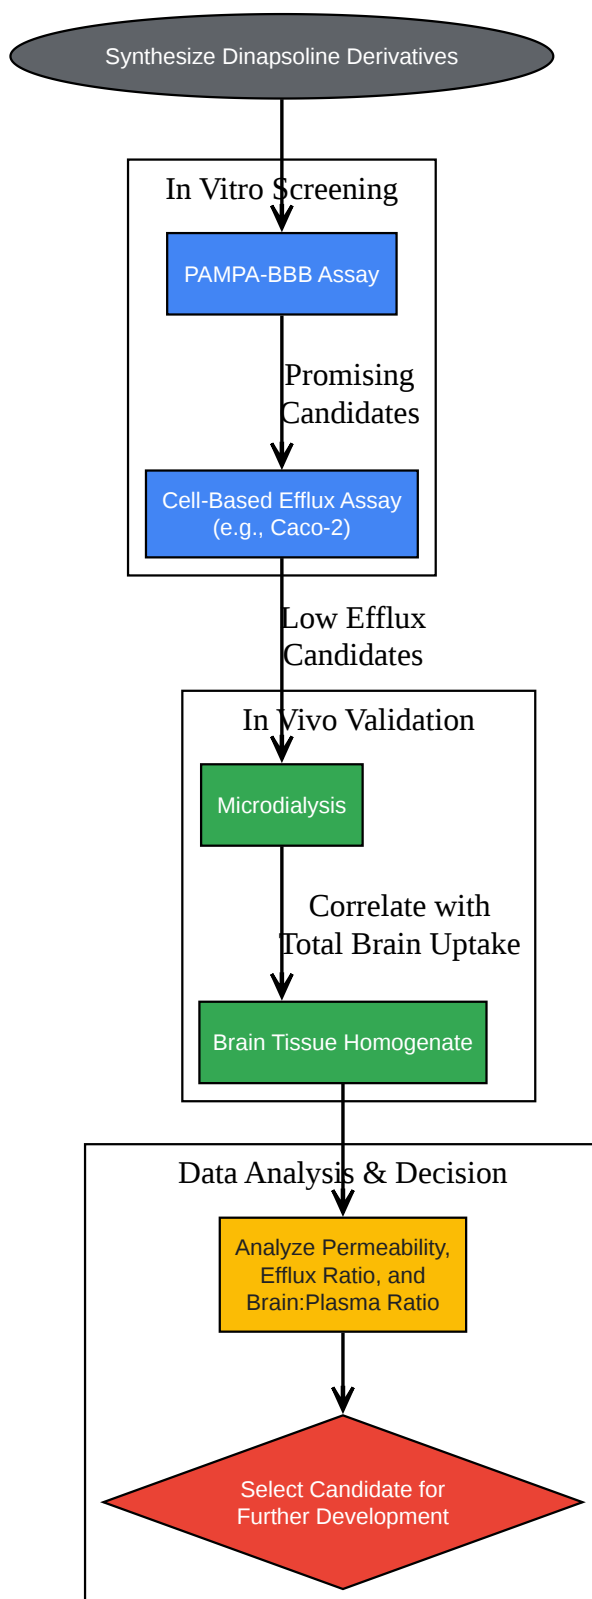 Synthesize Dinapsoline Derivatives
In Vitro Screening
PAMPA-BBB Assay
Promising
Candidates
Cell-Based Efflux Assay
(e.g., Caco-2)
Low Efflux
Candidates
In Vivo Validation
Microdialysis
Correlate with
Total Brain Uptake
Brain Tissue Homogenate
Data Analysis & Decision
Analyze Permeability,
Efflux Ratio, and
Brain:Plasma Ratio
Select Candidate for
Further Development